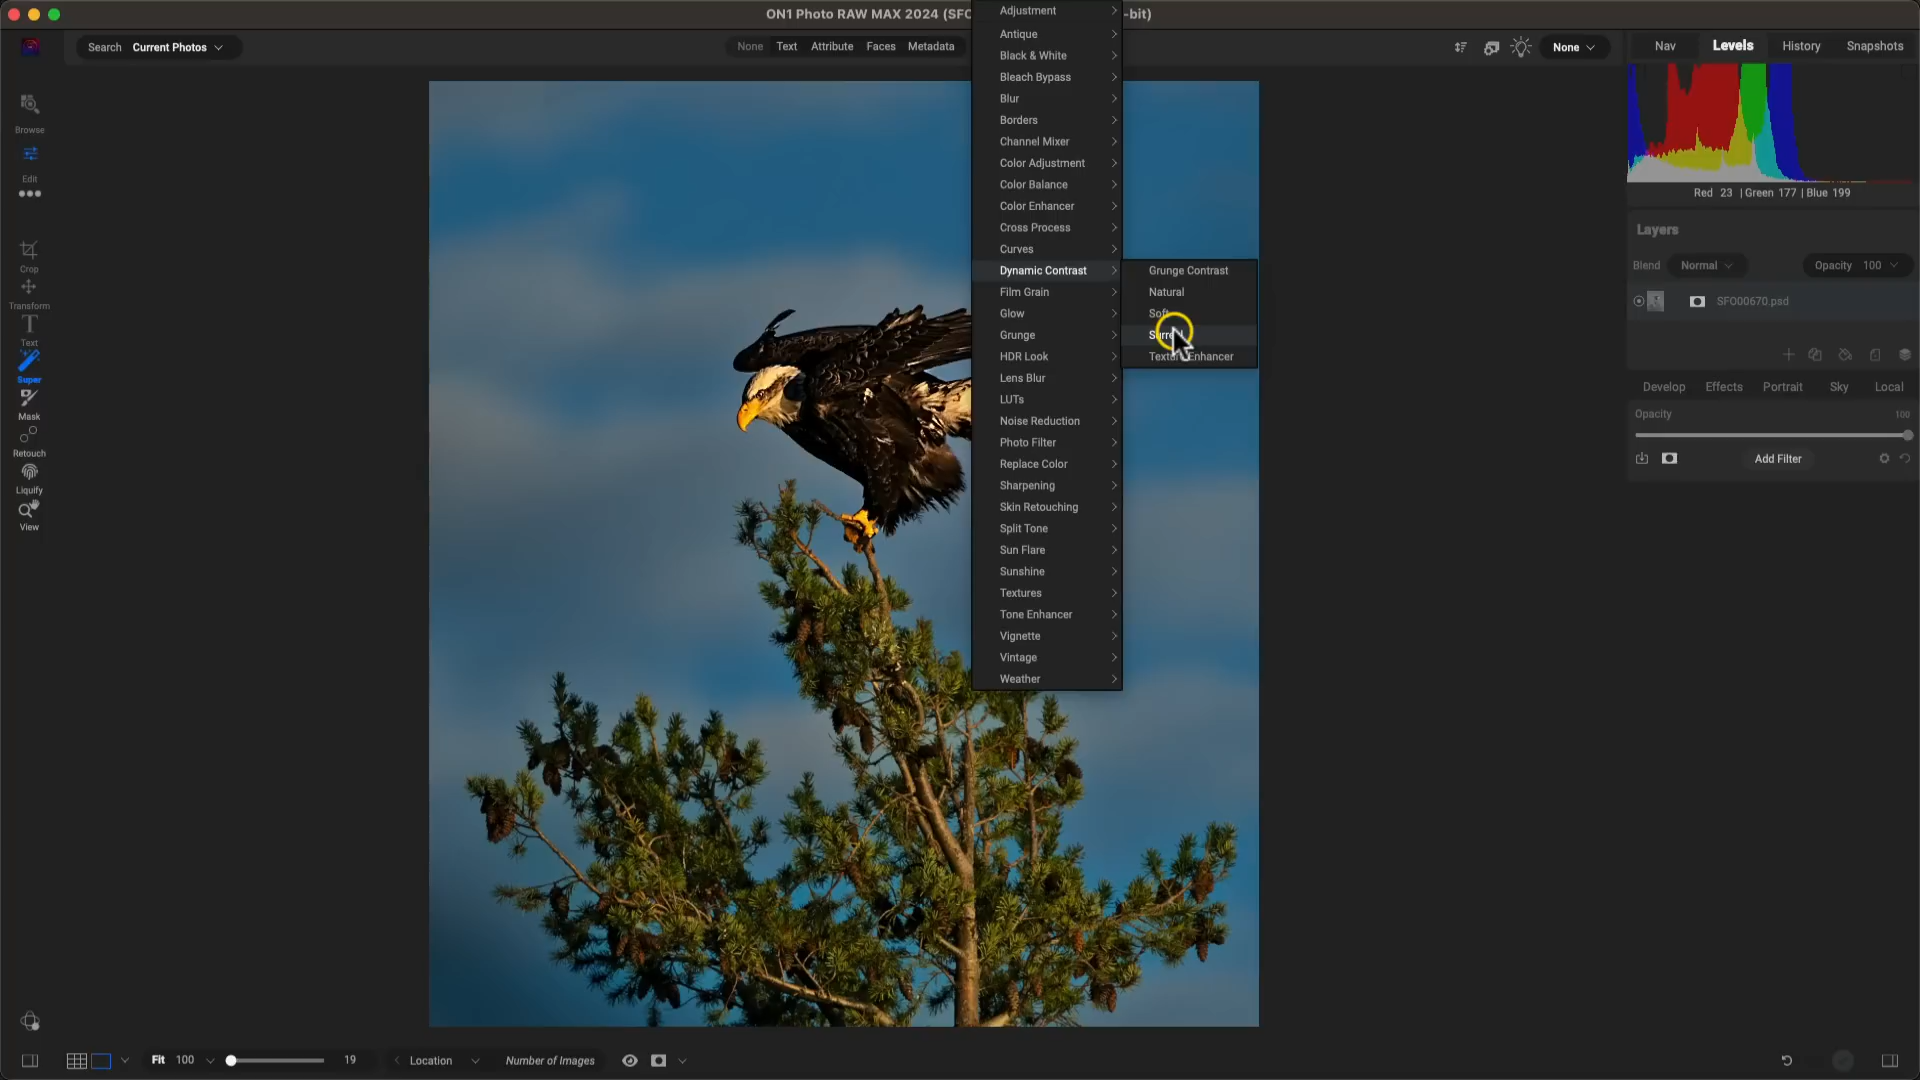 ON1 Photo RAW MAX 2024 (SFO
-bit)
Search Current Photos
None Text Attribute Faces Metadata
None
Nav Levels History Snapshots
Browse
Edit
Crop
Transform
Text
Super
Mask
Retouch
Liquify
View
Adjustment
Antique
Black & White
Bleach Bypass
Blur
Borders
Channel Mixer
Color Adjustment
Color Balance
Color Enhancer
Cross Process
Curves
Dynamic Contrast
Film Grain
Glow
Grunge
HDR Look
Lens Blur
LUTs
Noise Reduction
Photo Filter
Replace Color
Sharpening
Skin Retouching
Split Tone
Sun Flare
Sunshine
Textures
Tone Enhancer
Vignette
Vintage
Weather
Grunge Contrast
Natural
Enhancer
Red 23 | Green 177 | Blue 199
Layers
Blend Normal Opacity 100
SFO00670.psd
Develop Effects Portrait Sky Local
Opacity 100
Add Filter
Fit 100 19 Location Number of Images